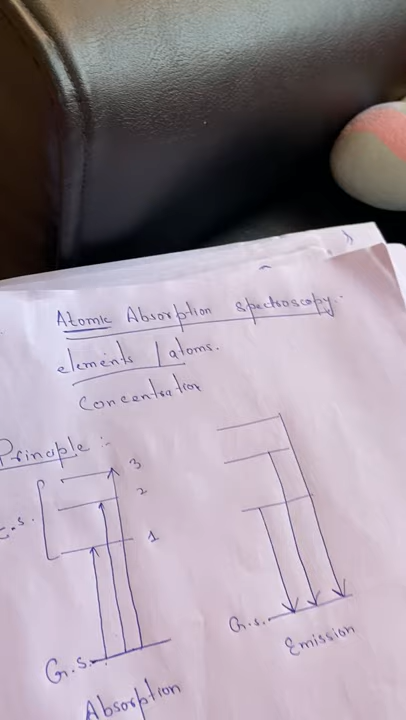 Atomic Absorption spectroscopy.
elements / atoms.
Concentration
Principle :-
3
2
1
E.s.
G.s.
Absorption
G.s.
Emission